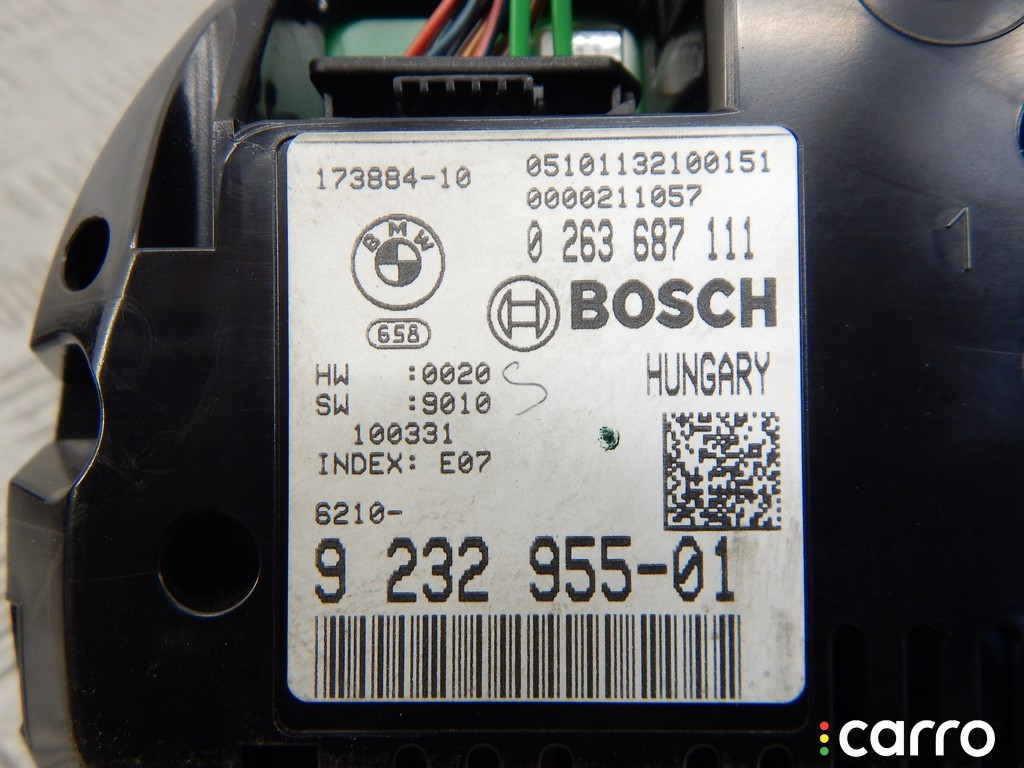 173884-10
05101132100151
0000211057
0 263 687 111
BMW
658
BOSCH
HW :0020
SW :9010
100331
INDEX: E07
HUNGARY
6210-
9 232 955-01
1
carro